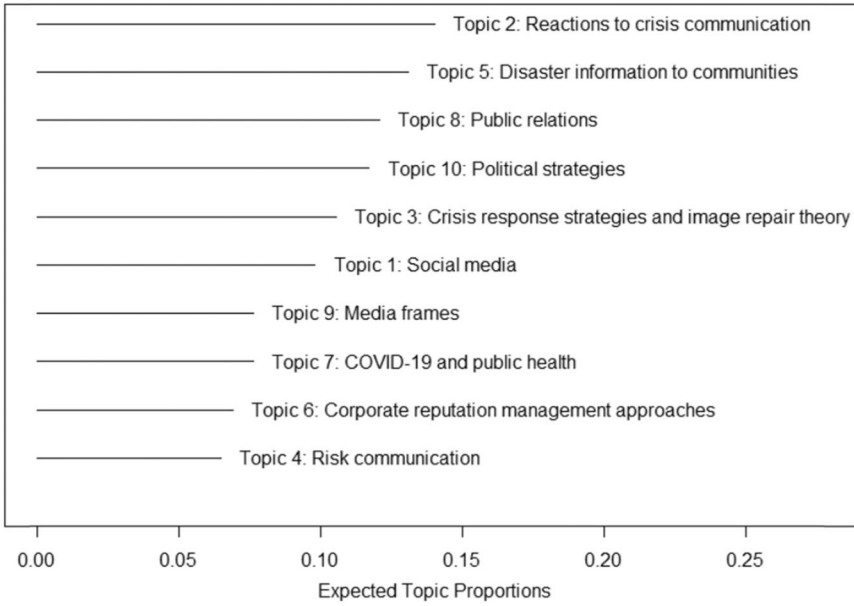 Topic 2: Reactions to crisis communication
Topic 5: Disaster information to communities
Topic 8: Public relations
Topic 10: Political strategies
Topic 3: Crisis response strategies and image repair theory
Topic 1: Social media
Topic 9: Media frames
Topic 7: COVID-19 and public health
Topic 6: Corporate reputation management approaches
Topic 4: Risk communication
0.00 0.05 0.10 0.15 0.20 0.25
Expected Topic Proportions